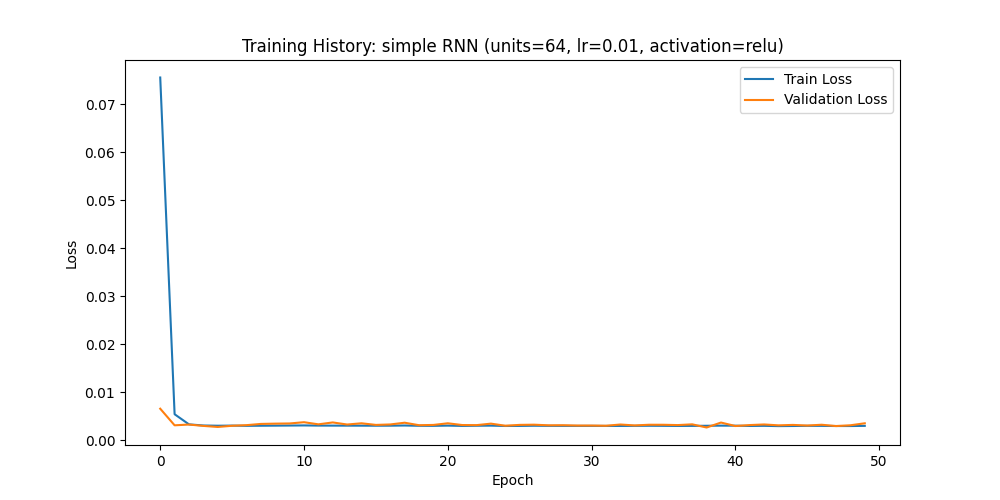 Training History: simple RNN (units=64, lr=0.01, activation=relu)
Train Loss
Validation Loss
Loss
0.07
0.06
0.05
0.04
0.03
0.02
0.01
0.00
0 10 20 30 40 50
Epoch